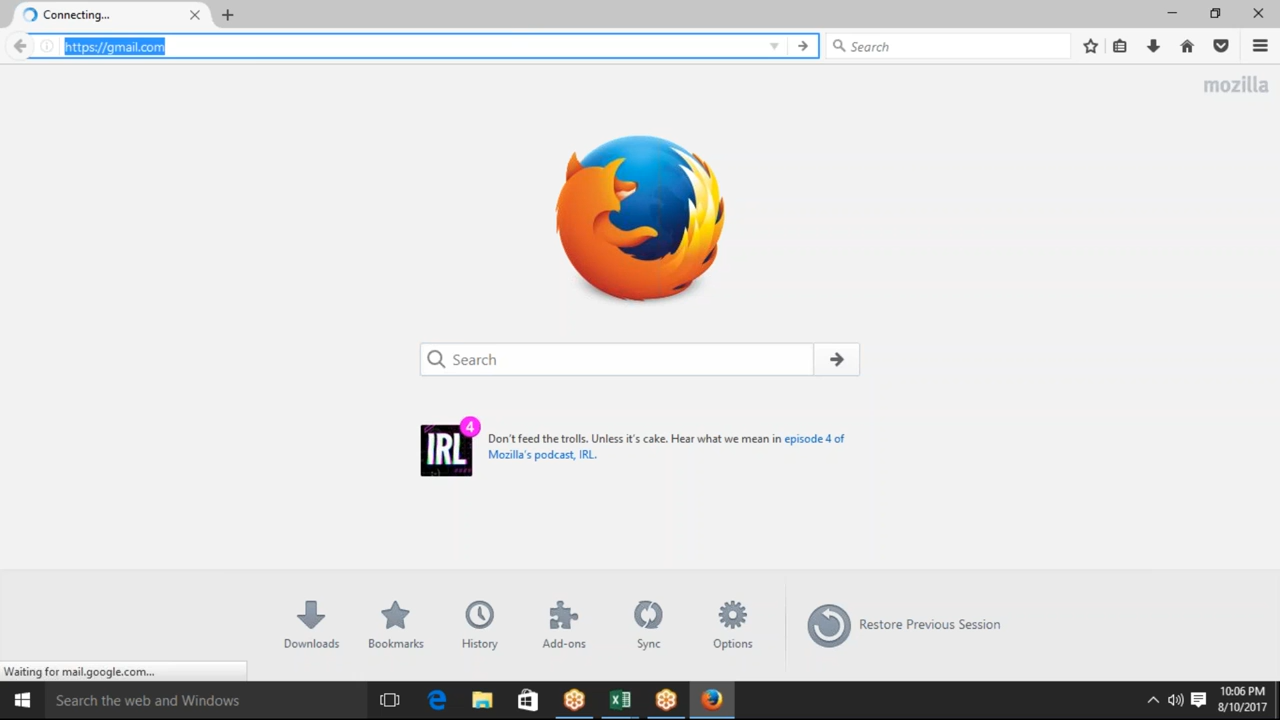 Connecting...
https://gmail.com
Search
mozilla
Search
4
IRL
Don't feed the trolls. Unless it's cake. Hear what we mean in episode 4 of
Mozilla's podcast, IRL.
Downloads
Bookmarks
History
Add-ons
Sync
Options
Restore Previous Session
Waiting for mail.google.com...
Search the web and Windows
10:06 PM
8/10/2017